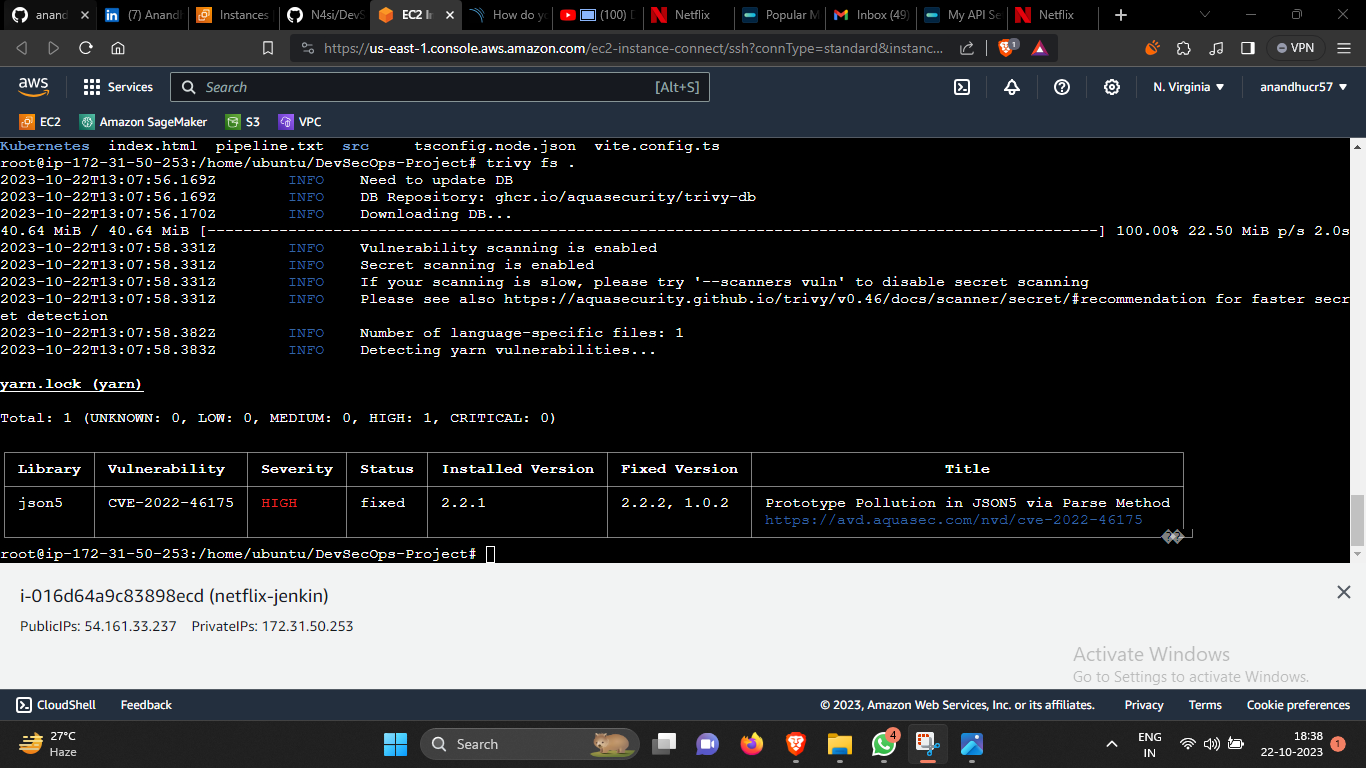 anand
(7) Anandh
Instances
N4si/DevS
EC2 In
How do yo
(100) D
Netflix
Popular M
Inbox (49)
My API Se
Netflix
https://us-east-1.console.aws.amazon.com/ec2-instance-connect/ssh?connType=standard&instanc...
1
VPN
aws
Services
Search
[Alt+S]
N. Virginia
anandhucr57
EC2 Amazon SageMaker S3 VPC
Kubernetes index.html pipeline.txt src tsconfig.node.json vite.config.ts
root@ip-172-31-50-253:/home/ubuntu/DevSecOps-Project# trivy fs .
2023-10-22T13:07:56.169Z INFO Need to update DB
2023-10-22T13:07:56.169Z INFO DB Repository: ghcr.io/aquasecurity/trivy-db
2023-10-22T13:07:56.170Z INFO Downloading DB...
40.64 MiB / 40.64 MiB [---------------------------------------------------------------------------------------------------] 100.00% 22.50 MiB p/s 2.0s
2023-10-22T13:07:58.331Z INFO Vulnerability scanning is enabled
2023-10-22T13:07:58.331Z INFO Secret scanning is enabled
2023-10-22T13:07:58.331Z INFO If your scanning is slow, please try '--scanners vuln' to disable secret scanning
2023-10-22T13:07:58.331Z INFO Please see also https://aquasecurity.github.io/trivy/v0.46/docs/scanner/secret/#recommendation for faster secr
et detection
2023-10-22T13:07:58.382Z INFO Number of language-specific files: 1
2023-10-22T13:07:58.383Z INFO Detecting yarn vulnerabilities...
yarn.lock (yarn)
Total: 1 (UNKNOWN: 0, LOW: 0, MEDIUM: 0, HIGH: 1, CRITICAL: 0)
Library Vulnerability Severity Status Installed Version Fixed Version Title
json5 CVE-2022-46175 HIGH fixed 2.2.1 2.2.2, 1.0.2 Prototype Pollution in JSON5 via Parse Method
https://avd.aquasec.com/nvd/cve-2022-46175
root@ip-172-31-50-253:/home/ubuntu/DevSecOps-Project#
i-016d64a9c83898ecd (netflix-jenkin)
PublicIPs: 54.161.33.237 PrivateIPs: 172.31.50.253
Activate Windows
Go to Settings to activate Windows.
CloudShell Feedback © 2023, Amazon Web Services, Inc. or its affiliates. Privacy Terms Cookie preferences
27°C
Haze
Search
4
ENG
IN
18:38
22-10-2023
1